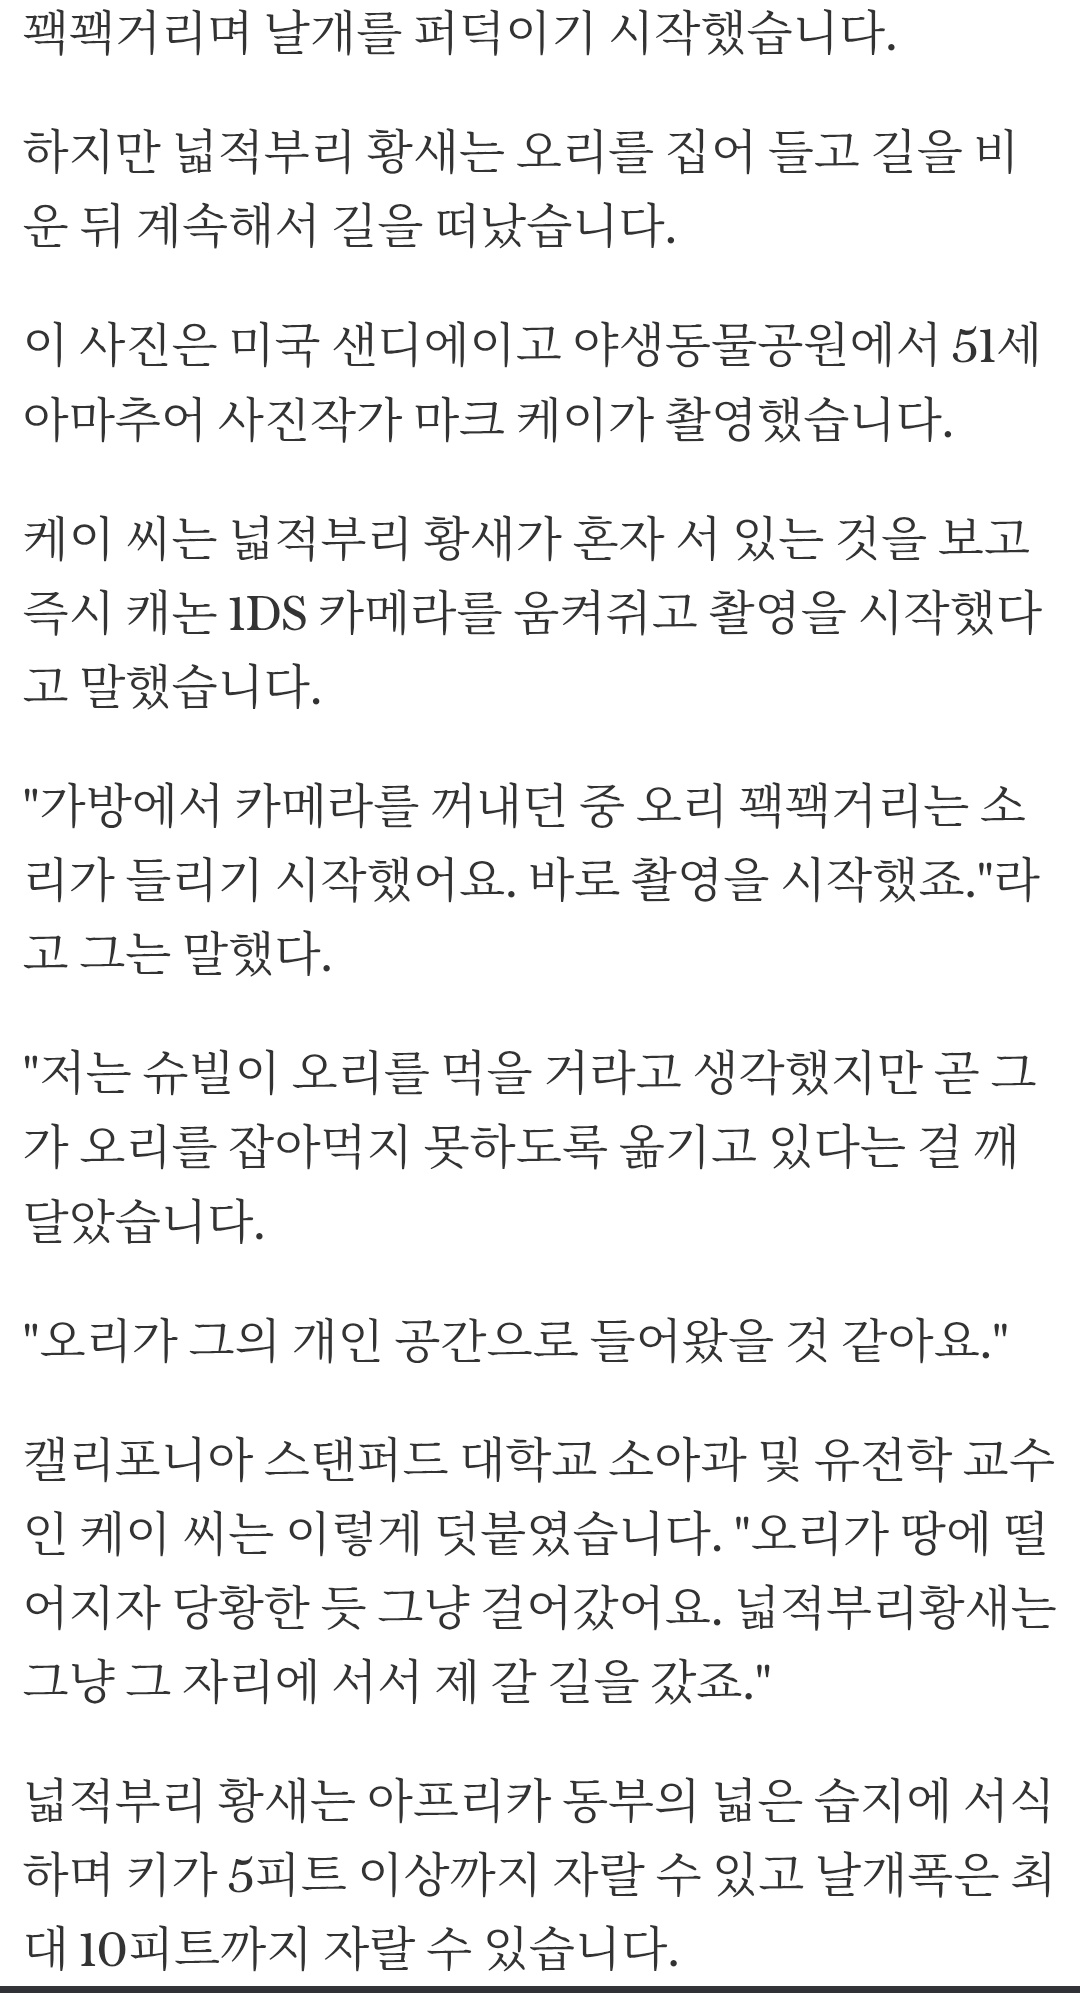 꽥꽥거리며 날개를 퍼덕이기 시작했습니다.
하지만 넓적부리 황새는 오리를 집어 들고 길을 비
운 뒤 계속해서 길을 떠났습니다.
이 사진은 미국 샌디에이고 야생동물공원에서 51세
아마추어 사진작가 마크 케이가 촬영했습니다.
케이 씨는 넓적부리 황새가 혼자 서 있는 것을 보고
즉시 캐논 1DS 카메라를 움켜쥐고 촬영을 시작했다
고 말했습니다.
"가방에서 카메라를 꺼내던 중 오리 꽥꽥거리는 소
리가 들리기 시작했어요. 바로 촬영을 시작했죠."라
고 그는 말했다.
"저는 슈빌이 오리를 먹을 거라고 생각했지만 곧 그
가 오리를 잡아먹지 못하도록 옮기고 있다는 걸 깨
달았습니다.
"오리가 그의 개인 공간으로 들어왔을 것 같아요."
캘리포니아 스탠퍼드 대학교 소아과 및 유전학 교수
인 케이 씨는 이렇게 덧붙였습니다. "오리가 땅에 떨
어지자 당황한 듯 그냥 걸어갔어요. 넓적부리황새는
그냥 그 자리에 서서 제 갈 길을 갔죠."
넓적부리 황새는 아프리카 동부의 넓은 습지에 서식
하며 키가 5피트 이상까지 자랄 수 있고 날개폭은 최
대 10피트까지 자랄 수 있습니다.